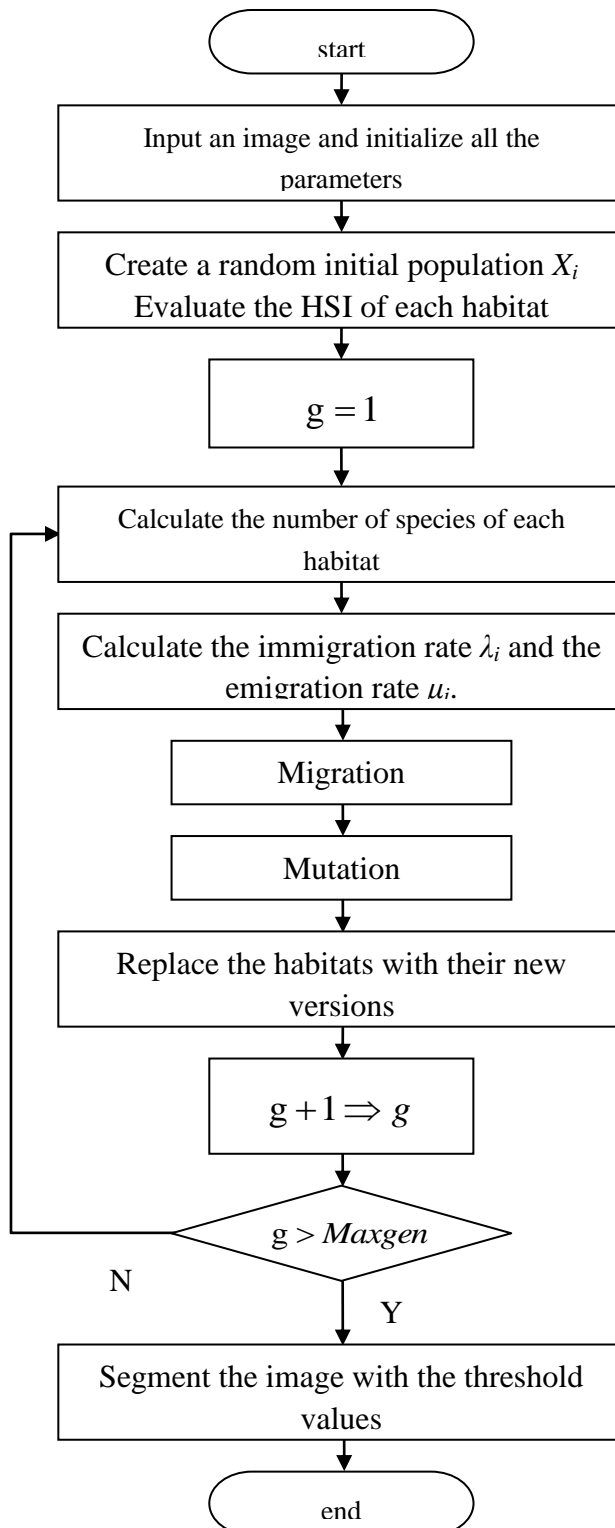 start
Input an image and initialize all the
parameters
Create a random initial population Xi
Evaluate the HSI of each habitat
g = 1
Calculate the number of species of each
habitat
Calculate the immigration rate λi and the
emigration rate μi.
Migration
Mutation
Replace the habitats with their new
versions
g + 1 ⇒ g
g > Maxgen
N
Y
Segment the image with the threshold
values
end